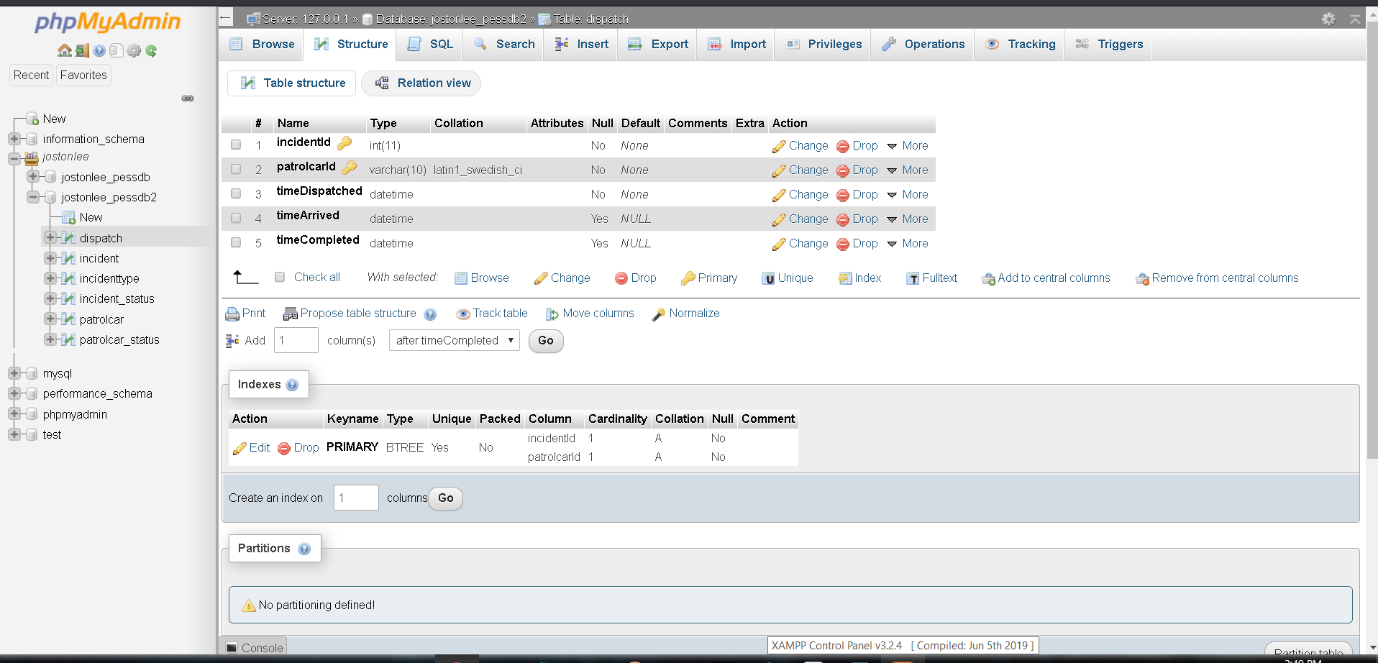 phpMyAdmin
Recent Favorites
New
information_schema
jostonlee
jostonlee_pessdb
jostonlee_pessdb2
New
dispatch
incident
incidenttype
incident_status
patrolcar
patrolcar_status
mysql
performance_schema
phpmyadmin
test
Server: 127.0.0.1 » Database: jostonlee_pessdb2 » Table: dispatch
Browse Structure SQL Search Insert Export Import Privileges Operations Tracking Triggers
Table structure Relation view
# Name Type Collation Attributes Null Default Comments Extra Action
1 incidentId int(11) No None Change Drop More
2 patrolcarId varchar(10) latin1_swedish_ci No None Change Drop More
3 timeDispatched datetime No None Change Drop More
4 timeArrived datetime Yes NULL Change Drop More
5 timeCompleted datetime Yes NULL Change Drop More
Check all With selected: Browse Change Drop Primary Unique Index Fulltext Add to central columns Remove from central columns
Print Propose table structure Track table Move columns Normalize
Add 1 column(s) after timeCompleted Go
Indexes
Action Keyname Type Unique Packed Column Cardinality Collation Null Comment
Edit Drop PRIMARY BTREE Yes No incidentId 1 A No
patrolcarId 1 A No
Create an index on 1 columns Go
Partitions
No partitioning defined!
Console
XAMPP Control Panel v3.2.4 [ Compiled: Jun 5th 2019 ]
Partition table